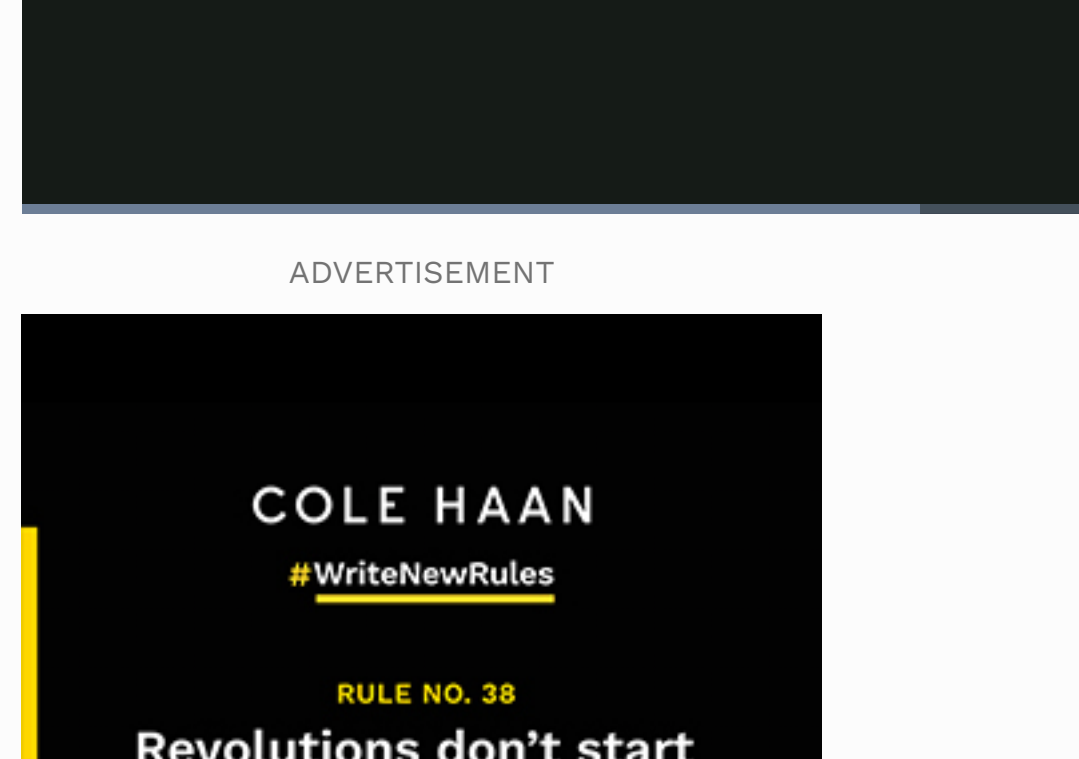 ADVERTISEMENT
COLE HAAN
#WriteNewRules
RULE NO. 38
Revolutions don’t start